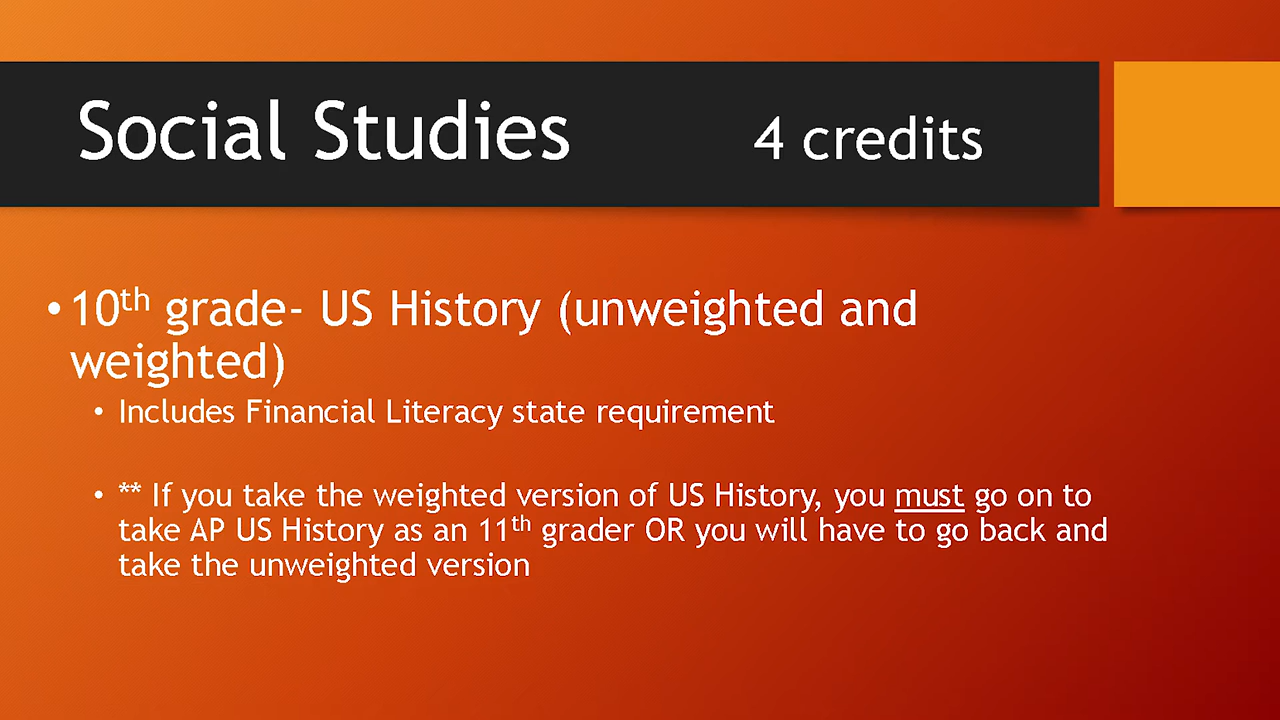 Social Studies 4 credits
• 10th grade- US History (unweighted and
weighted)
• Includes Financial Literacy state requirement
• ** If you take the weighted version of US History, you must go on to
take AP US History as an 11th grader OR you will have to go back and
take the unweighted version